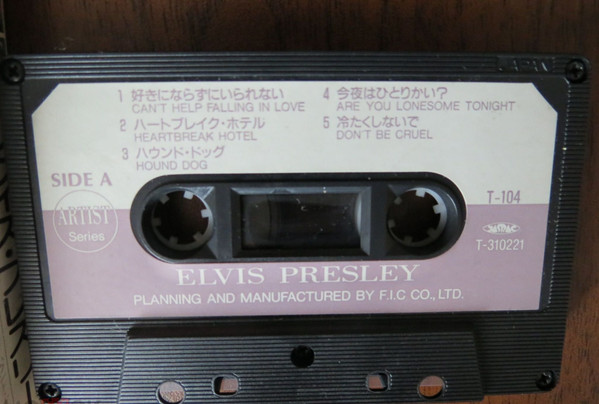 JAPAN
1 好きにならずにいられない
CAN'T HELP FALLING IN LOVE
2 ハートブレイク・ホテル
HEARTBREAK HOTEL
3 ハウンド・ドッグ
HOUND DOG
4 今夜はひとりかい?
ARE YOU LONESOME TONIGHT
5 冷たくしないで
DON'T BE CRUEL
SIDE A
ARTIST
Series
T-104
T-310221
ELVIS PRESLEY
PLANNING AND MANUFACTURED BY F.I.C CO., LTD.